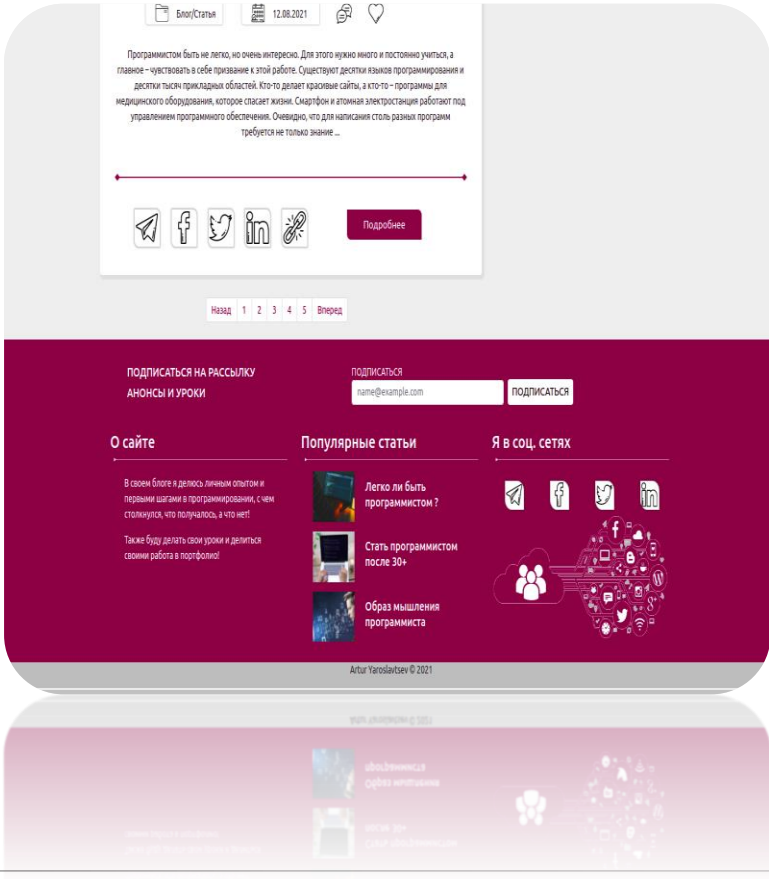 Блог/Статья 12.08.2021
Программистом быть не легко, но очень интересно. Для этого нужно много и постоянно учиться, а
главное – чувствовать в себе призвание к этой работе. Существуют десятки языков программирования и
десятки тысяч прикладных областей. Кто-то делает красивые сайты, а кто-то – программы для
медицинского оборудования, которое спасает жизни. Смартфон и атомная электростанция работают под
управлением программного обеспечения. Очевидно, что для написания столь разных программ
требуется не только знание ...
Подробнее
Назад 1 2 3 4 5 Вперед
ПОДПИСАТЬСЯ НА РАССЫЛКУ
АНОНСЫ И УРОКИ
ПОДПИСАТЬСЯ
name@example.com ПОДПИСАТЬСЯ
О сайте
В своем блоге я делюсь личным опытом и
первыми шагами в программировании, с чем
столкнулся, что получалось, а что нет!
Также буду делать свои уроки и делиться
своими работа в портфолио!
Популярные статьи
Легко ли быть
программистом ?
Стать программистом
после 30+
Образ мышления
программиста
Я в соц. сетях
Artur Yaroslavtsev © 2021